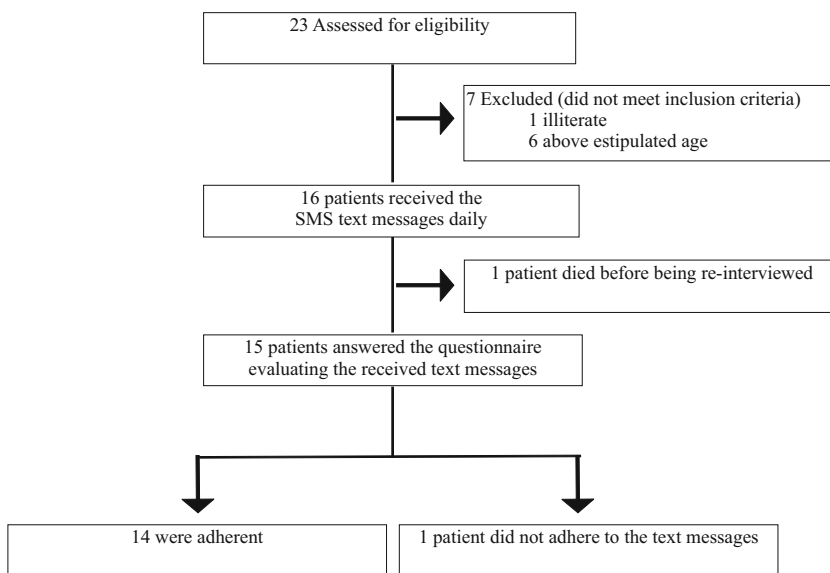 23 Assessed for eligibility
7 Excluded (did not meet inclusion criteria)
1 illiterate
6 above estipulated age
16 patients received the
SMS text messages daily
1 patient died before being re-interviewed
15 patients answered the questionnaire
evaluating the received text messages
14 were adherent
1 patient did not adhere to the text messages